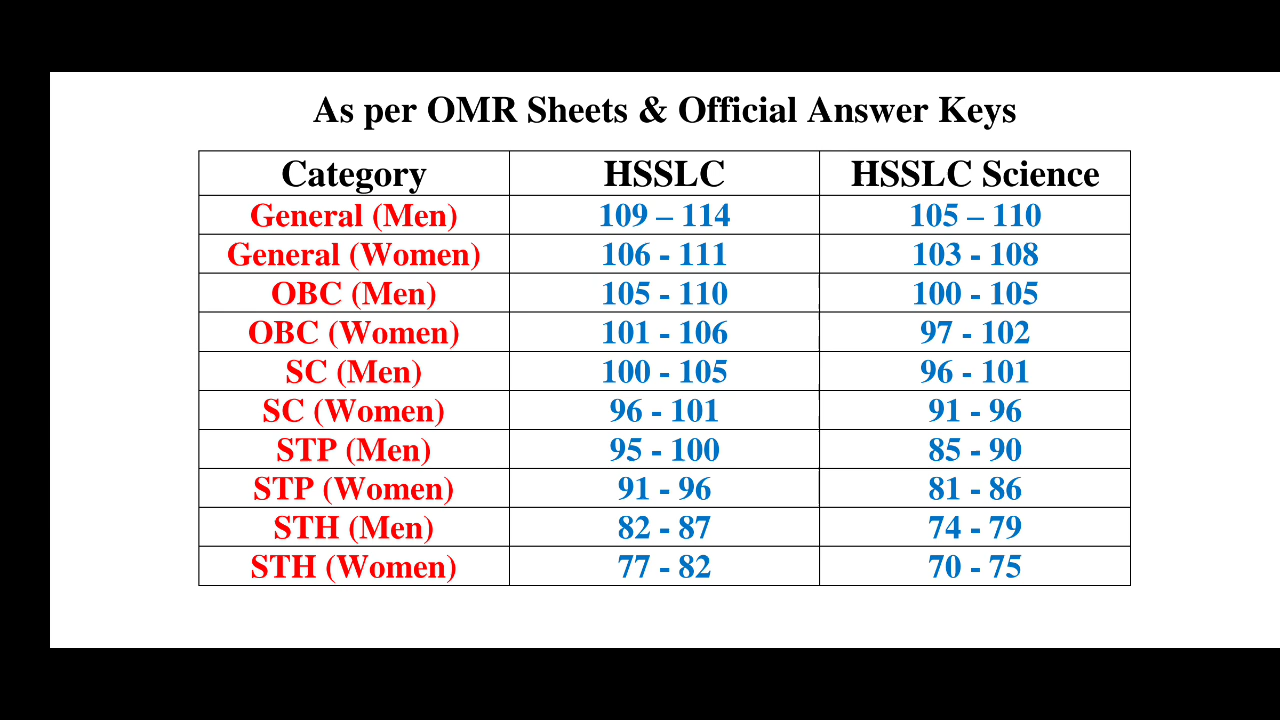 As per OMR Sheets & Official Answer Keys
Category HSSLC HSSLC Science
General (Men) 109 – 114 105 – 110
General (Women) 106 - 111 103 - 108
OBC (Men) 105 - 110 100 - 105
OBC (Women) 101 - 106 97 - 102
SC (Men) 100 - 105 96 - 101
SC (Women) 96 - 101 91 - 96
STP (Men) 95 - 100 85 - 90
STP (Women) 91 - 96 81 - 86
STH (Men) 82 - 87 74 - 79
STH (Women) 77 - 82 70 - 75